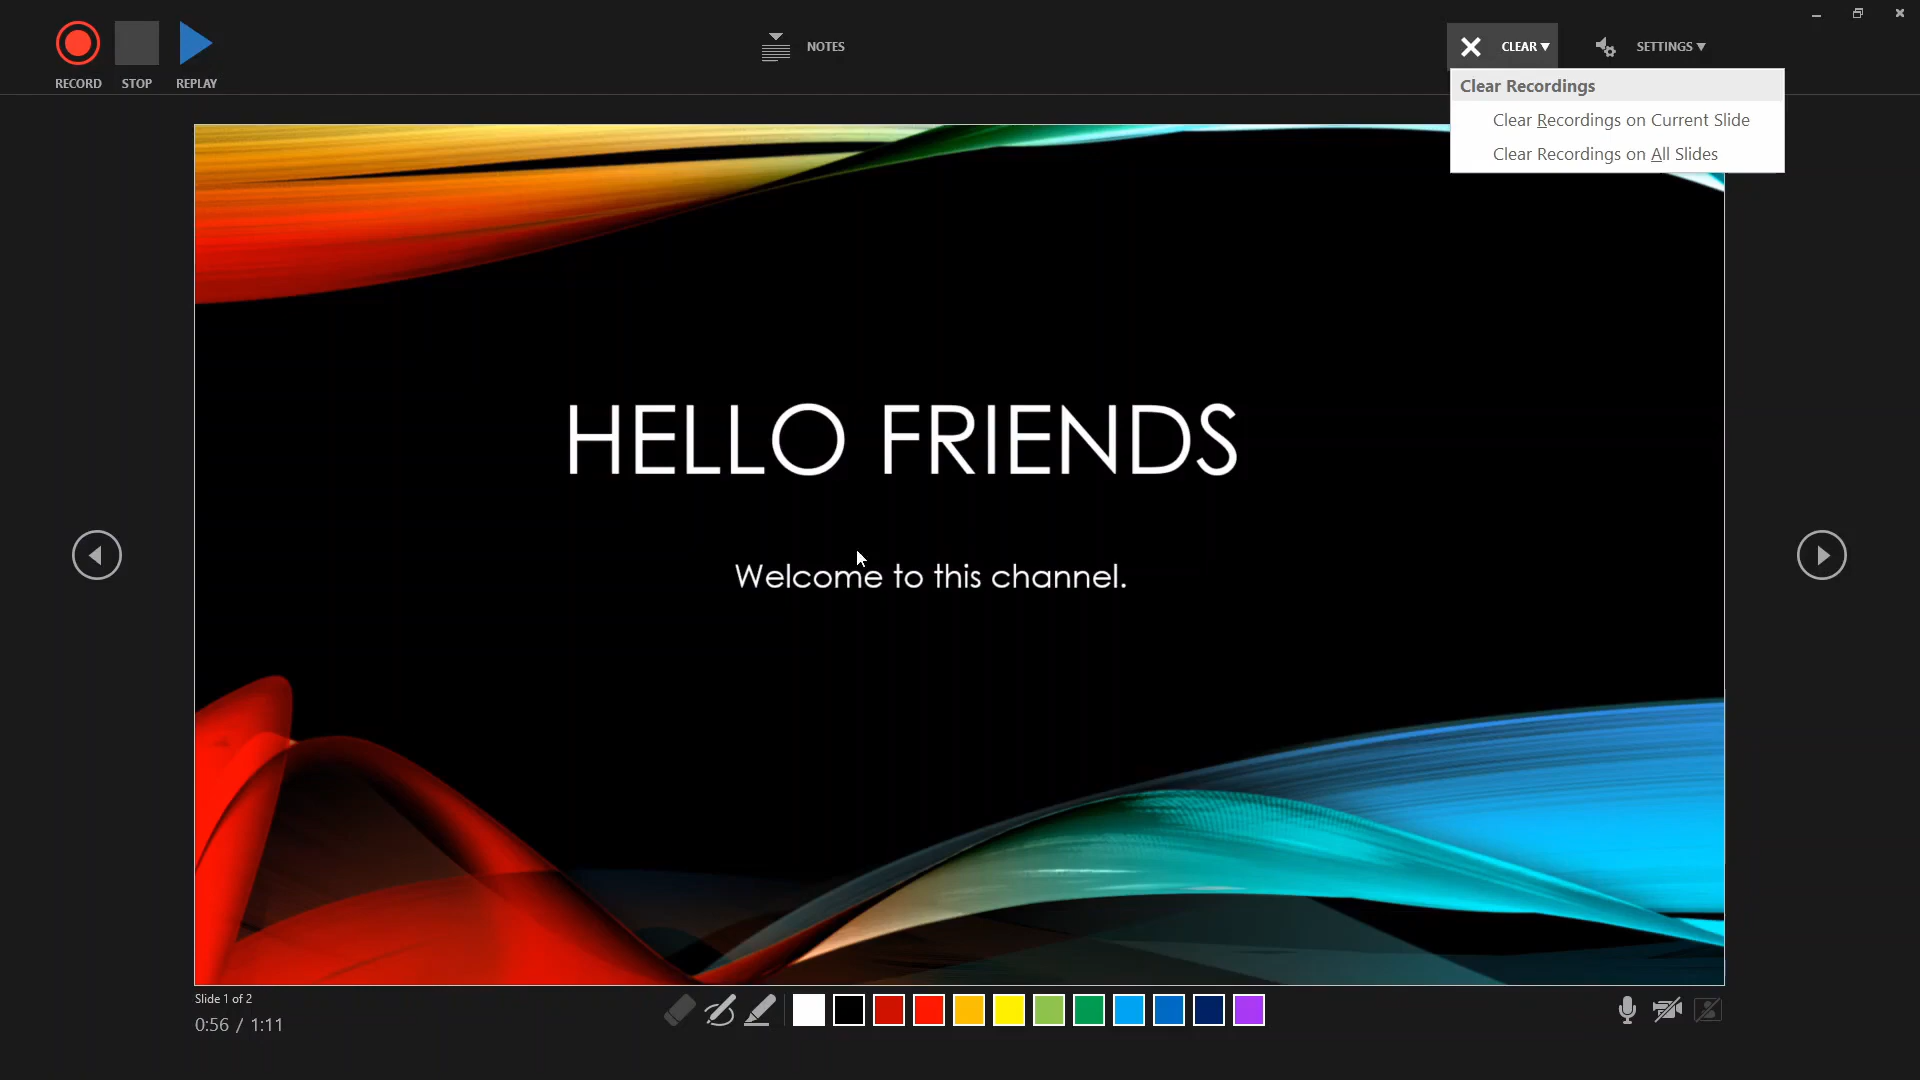 RECORD
STOP
REPLAY
NOTES
CLEAR
SETTINGS
Clear Recordings
Clear Recordings on Current Slide
Clear Recordings on All Slides
HELLO FRIENDS
Welcome to this channel.
Slide 1 of 2
0:56 / 1:11